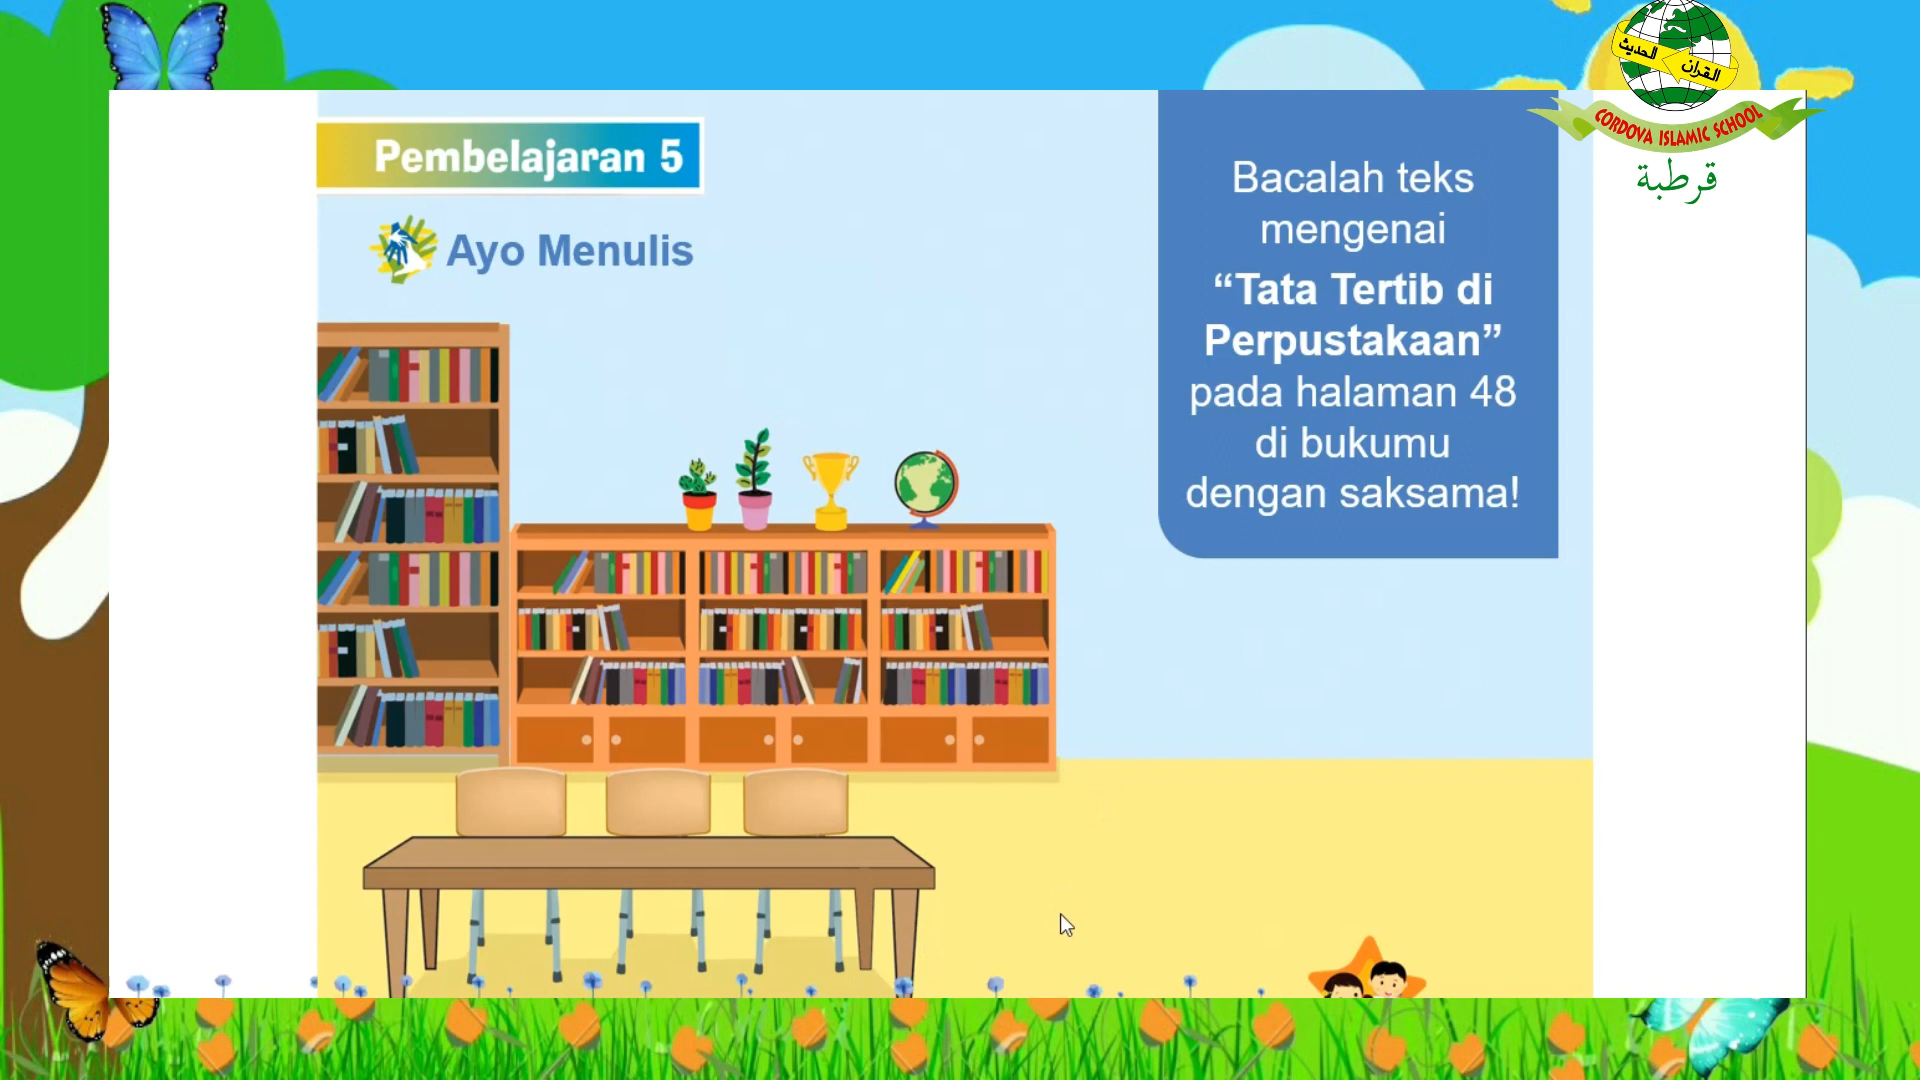 Pembelajaran 5
Ayo Menulis
Bacalah teks
mengenai
“Tata Tertib di
Perpustakaan”
pada halaman 48
di bukumu
dengan saksama!
الحديث
القرآن
CORDOVA ISLAMIC SCHOOL
قرطبة